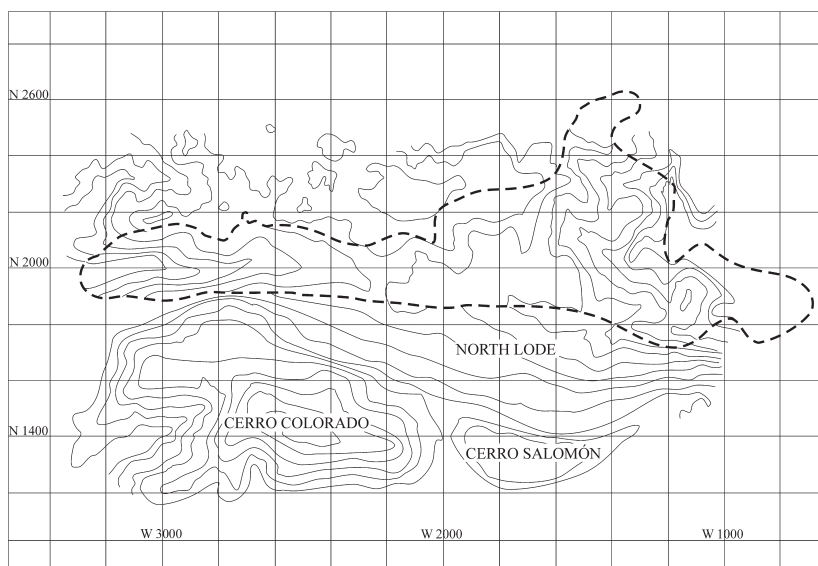 N 2600
N 2000
NORTH LODE
CERRO COLORADO
N 1400
CERRO SALOMÓN
W 3000
W 2000
W 1000